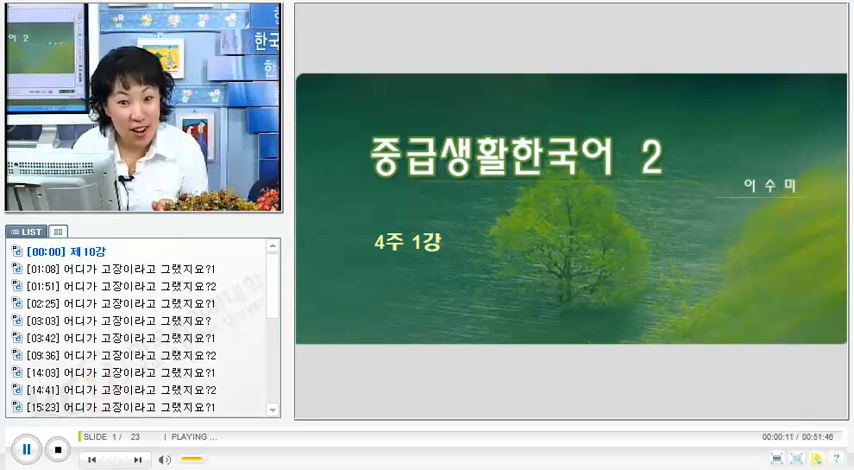 어 2
한국
한
중급생활한국어 2
이 수 미
4주 1강
LIST
[00:00] 제 10강
[01:08] 어디가 고장이라고 그랬지요?1
[01:51] 어디가 고장이라고 그랬지요?2
[02:25] 어디가 고장이라고 그랬지요?1
[03:03] 어디가 고장이라고 그랬지요?
[03:42] 어디가 고장이라고 그랬지요?1
[09:36] 어디가 고장이라고 그랬지요?2
[14:03] 어디가 고장이라고 그랬지요?1
[14:41] 어디가 고장이라고 그랬지요?2
[15:23] 어디가 고장이라고 그랬지요?1
SLIDE 1 / 23 | PLAYING ...
00:00:11 / 00:51:46